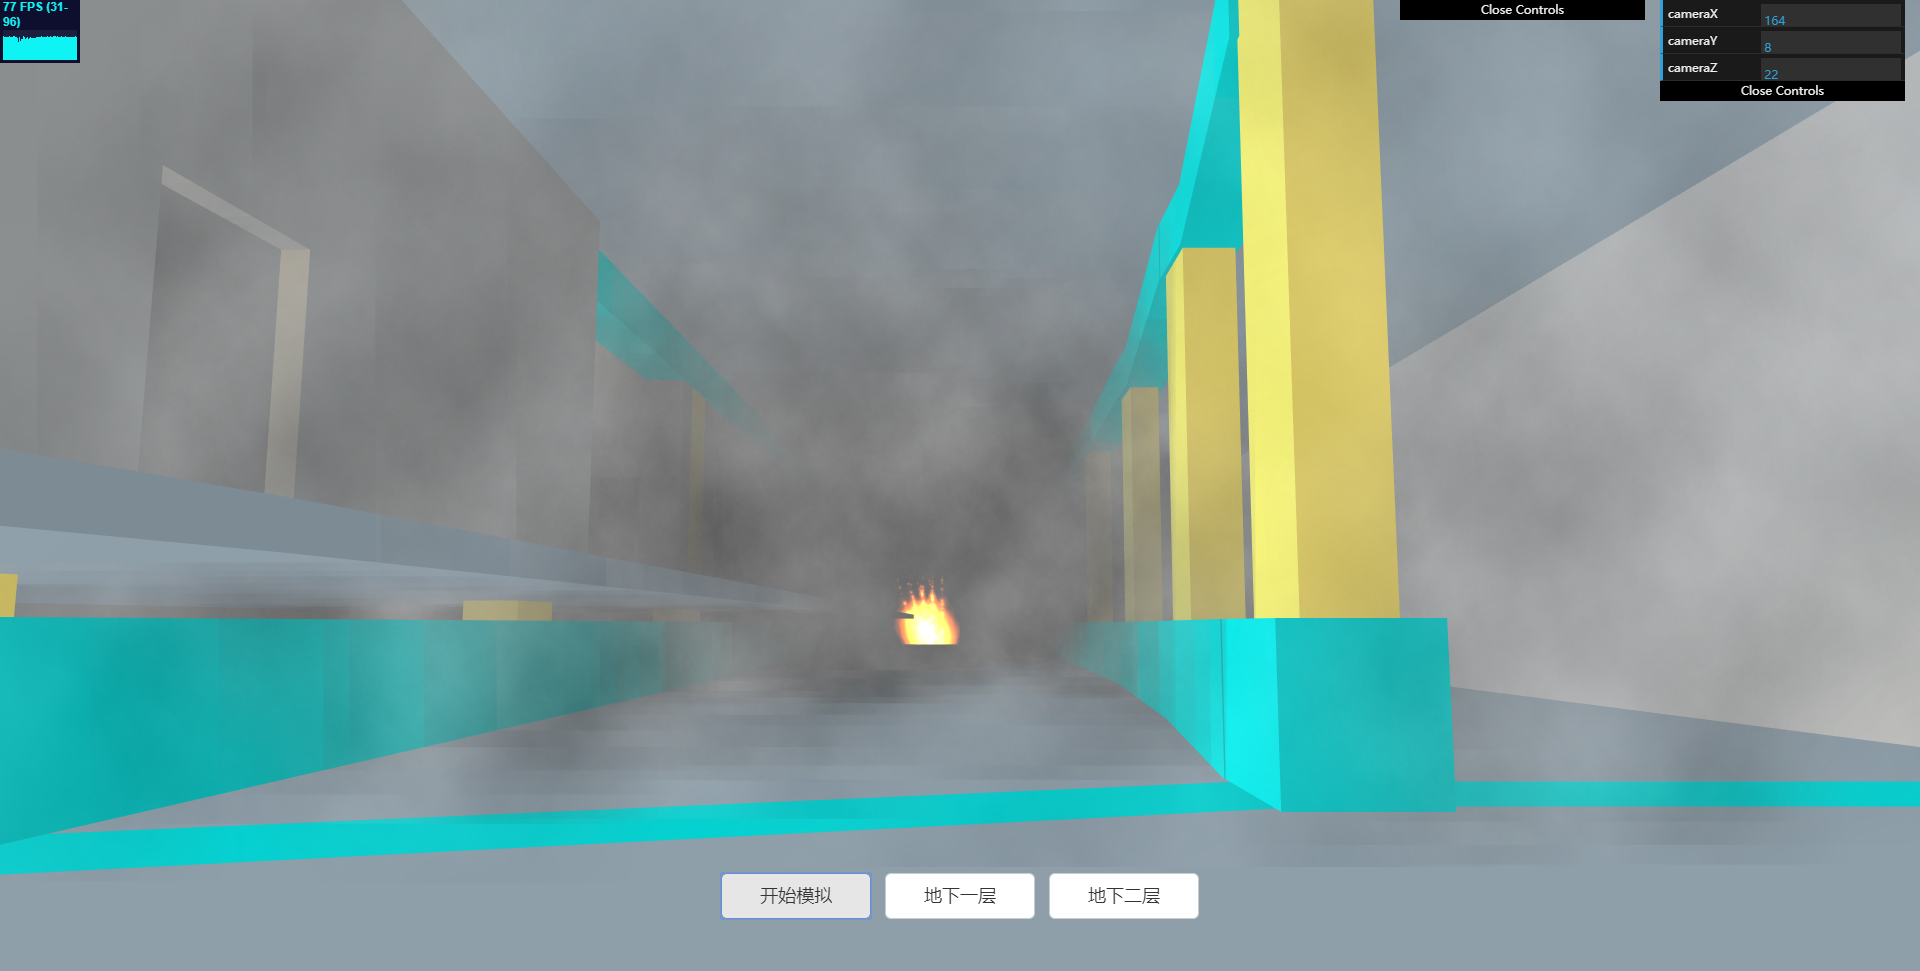 77 FPS (31-
96)
Close Controls
cameraX 164
cameraY 8
cameraZ 22
Close Controls
开始模拟 地下一层 地下二层